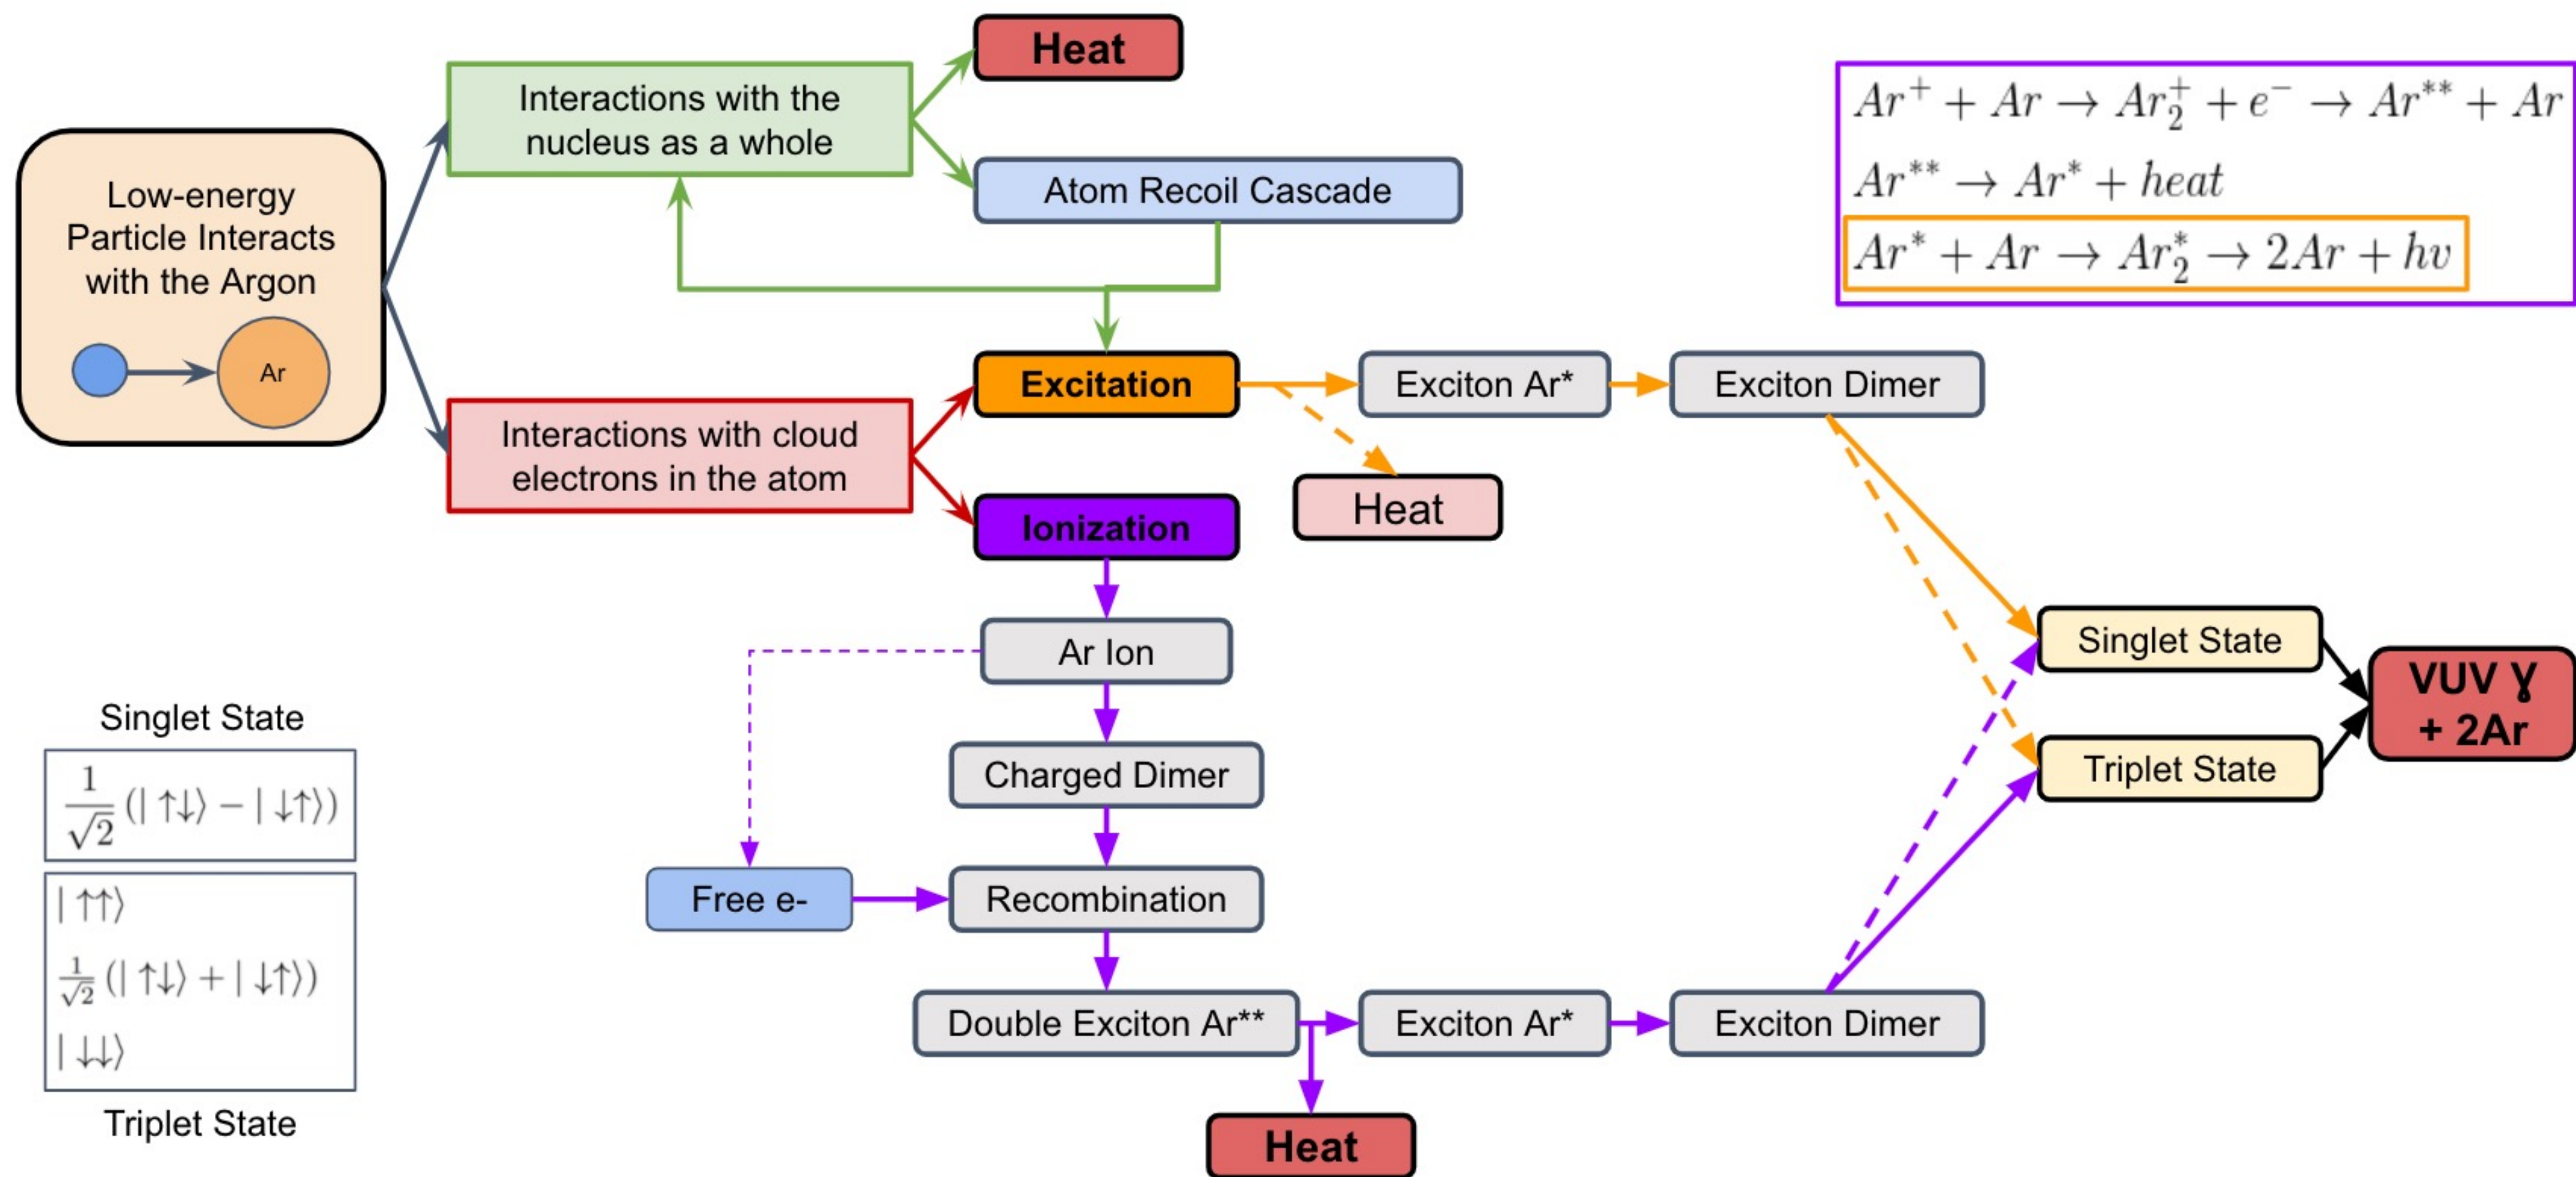 Low-energy
Particle Interacts
with the Argon
Ar
Interactions with the
nucleus as a whole
Heat
Atom Recoil Cascade
Ar⁺ + Ar → Ar₂⁺ + e⁻ → Ar** + Ar
Ar** → Ar* + heat
Ar* + Ar → Ar₂* → 2Ar + hν
Interactions with cloud
electrons in the atom
Excitation
Exciton Ar*
Exciton Dimer
Heat
Ionization
Ar Ion
Charged Dimer
Free e-
Recombination
Double Exciton Ar**
Exciton Ar*
Exciton Dimer
Heat
Singlet State
Triplet State
VUV Ɣ
+ 2Ar
Singlet State
1/√2 (| ↑↓⟩ − | ↓↑⟩)
| ↑↑⟩
1/√2 (| ↑↓⟩ + | ↓↑⟩)
| ↓↓⟩
Triplet State